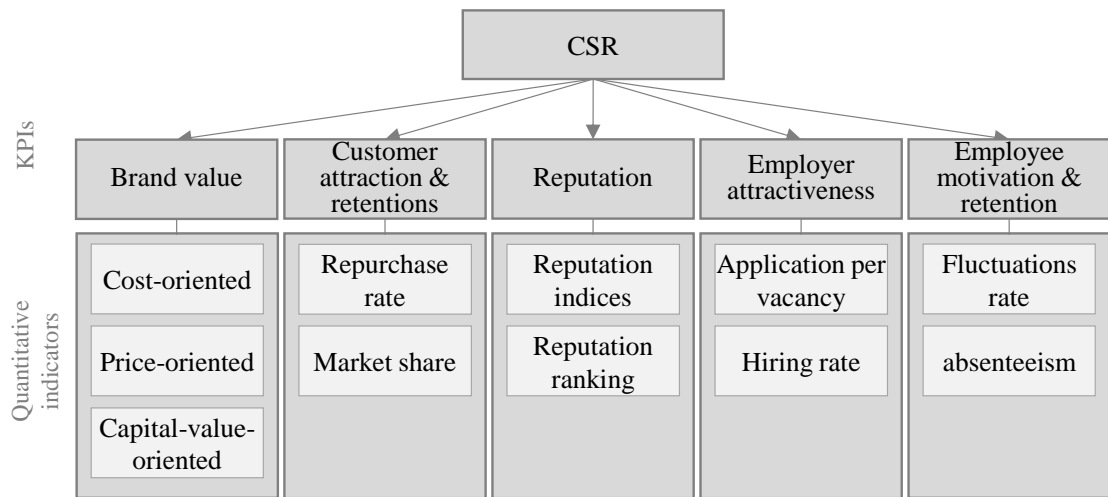 CSR
KPIs
Brand value
Customer
attraction &
retentions
Reputation
Employer
attractiveness
Employee
motivation &
retention
Quantitative
indicators
Cost-oriented
Price-oriented
Capital-value-
oriented
Repurchase
rate
Market share
Reputation
indices
Reputation
ranking
Application per
vacancy
Hiring rate
Fluctuations
rate
absenteeism